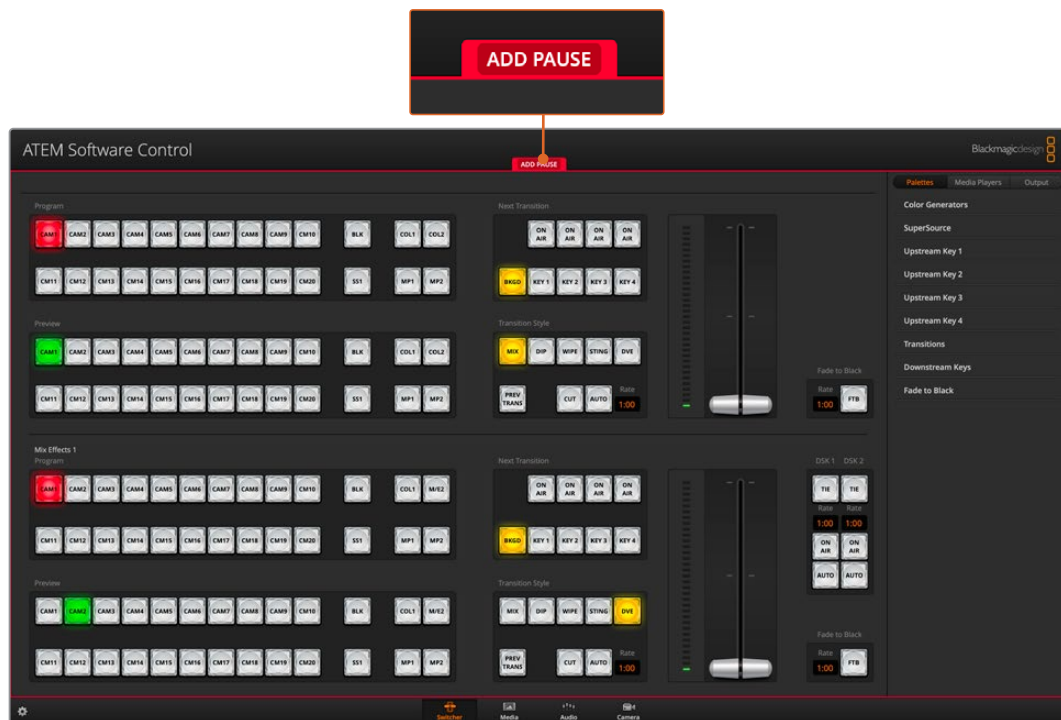 ADD PAUSE
ATEM Software Control
ADD PAUSE
Blackmagicdesign
Palettes Media Players Output
Color Generators
SuperSource
Upstream Key 1
Upstream Key 2
Upstream Key 3
Upstream Key 4
Transitions
Downstream Keys
Fade to Black
Program
CAM1 CAM2 CAM3 CAM4 CAM5 CAM6 CAM7 CAM8 CAM9 CM10 BLK COL1 COL2
CM11 CM12 CM13 CM14 CM15 CM16 CM17 CM18 CM19 CM20 SS1 MP1 MP2
Next Transition
ON AIR ON AIR ON AIR ON AIR
BKGD KEY 1 KEY 2 KEY 3 KEY 4
Preview
CAM1 CAM2 CAM3 CAM4 CAM5 CAM6 CAM7 CAM8 CAM9 CM10 BLK COL1 COL2
CM11 CM12 CM13 CM14 CM15 CM16 CM17 CM18 CM19 CM20 SS1 MP1 MP2
Transition Style
MIX DIP WIPE STING DVE
Rate
PREV TRANS CUT AUTO 1:00
Fade to Black
Rate
1:00 FTB
Mix Effects 1
Program
CAM1 CAM2 CAM3 CAM4 CAM5 CAM6 CAM7 CAM8 CAM9 CM10 BLK COL1 M/E2
CM11 CM12 CM13 CM14 CM15 CM16 CM17 CM18 CM19 CM20 SS1 MP1 MP2
Next Transition
ON AIR ON AIR ON AIR ON AIR
BKGD KEY 1 KEY 2 KEY 3 KEY 4
DSK 1 DSK 2
TIE TIE
Rate Rate
1:00 1:00
ON AIR ON AIR
AUTO AUTO
Preview
CAM1 CAM2 CAM3 CAM4 CAM5 CAM6 CAM7 CAM8 CAM9 CM10 BLK COL1 M/E2
CM11 CM12 CM13 CM14 CM15 CM16 CM17 CM18 CM19 CM20 SS1 MP1 MP2
Transition Style
MIX DIP WIPE STING DVE
Rate
PREV TRANS CUT AUTO 1:00
Fade to Black
Rate
1:00 FTB
Switcher Media Audio Camera